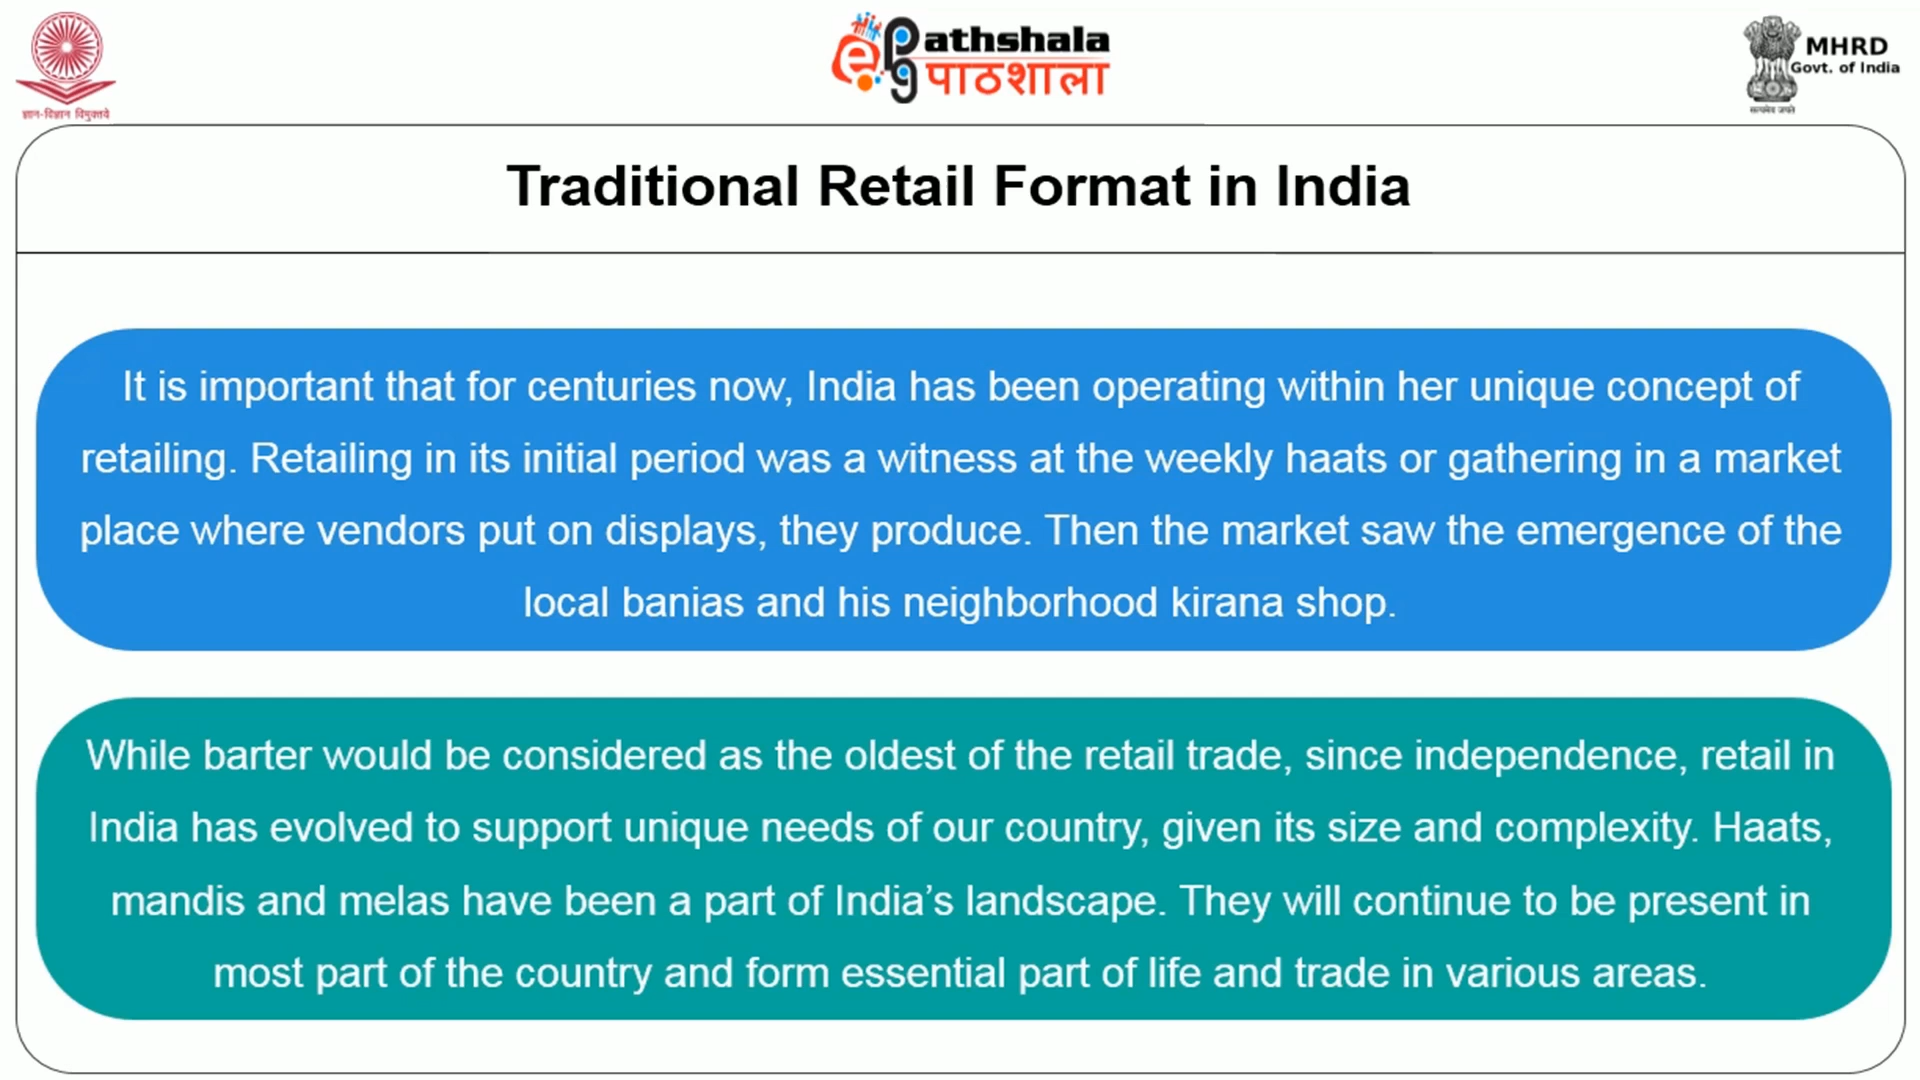 ज्ञान-विज्ञान विमुक्तये
e Pg athshala
पाठशाला
MHRD
Govt. of India
सत्यमेव जयते
Traditional Retail Format in India
It is important that for centuries now, India has been operating within her unique concept of
retailing. Retailing in its initial period was a witness at the weekly haats or gathering in a market
place where vendors put on displays, they produce. Then the market saw the emergence of the
local banias and his neighborhood kirana shop.
While barter would be considered as the oldest of the retail trade, since independence, retail in
India has evolved to support unique needs of our country, given its size and complexity. Haats,
mandis and melas have been a part of India’s landscape. They will continue to be present in
most part of the country and form essential part of life and trade in various areas.